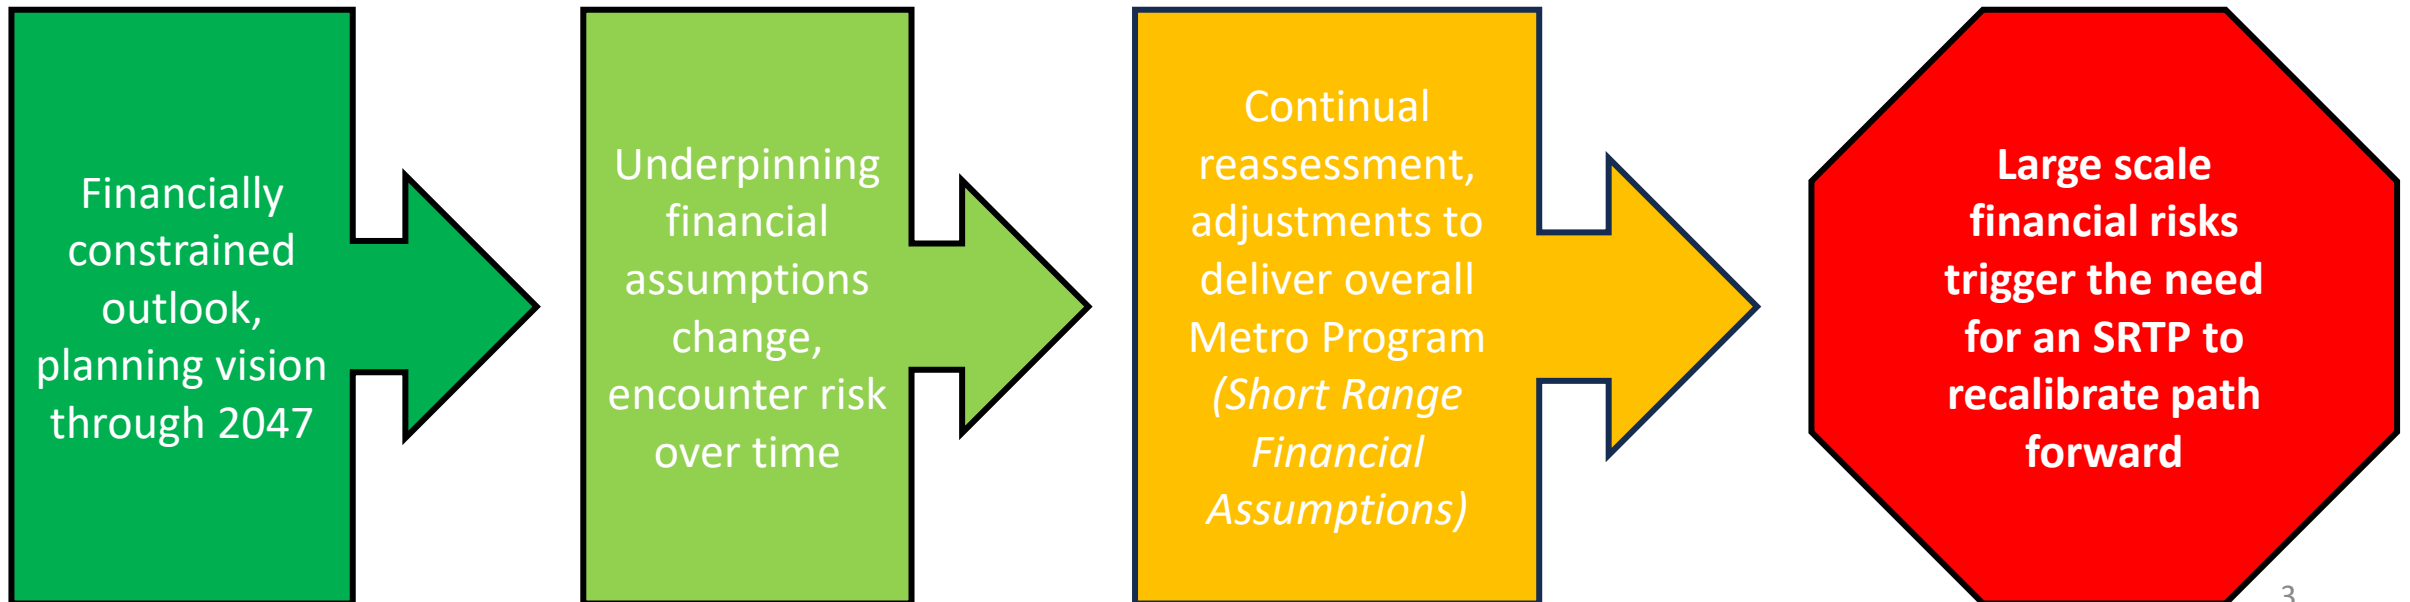 Financially
constrained
outlook,
planning vision
through 2047
Underpinning
financial
assumptions
change,
encounter risk
over time
Continual
reassessment,
adjustments to
deliver overall
Metro Program
(Short Range
Financial
Assumptions)
Large scale
financial risks
trigger the need
for an SRTP to
recalibrate path
forward
3